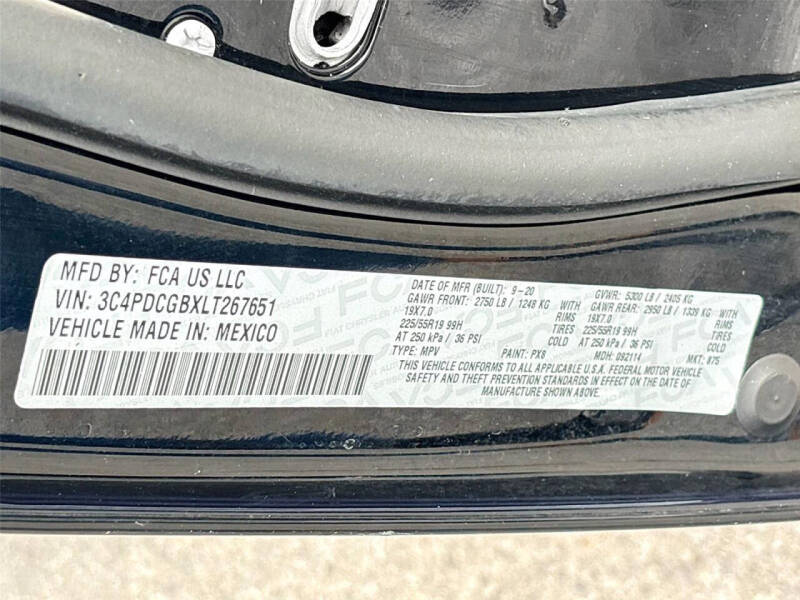 MFD BY: FCA US LLC
VIN: 3C4PDCGBXLT267651
VEHICLE MADE IN: MEXICO
DATE OF MFR (BUILT): 9-20 GVWR: 5300 LB / 2405 KG
GAWR FRONT: 2750 LB / 1248 KG WITH GAWR REAR: 2950 LB / 1339 KG WITH
19X7.0 RIMS 19X7.0 RIMS
225/55R19 99H TIRES 225/55R19 99H TIRES
AT 250 kPa / 36 PSI COLD AT 250 kPa / 36 PSI COLD
TYPE: MPV PAINT: PX8 MDH: 092114 MKT: 875
THIS VEHICLE CONFORMS TO ALL APPLICABLE U.S.A. FEDERAL MOTOR VEHICLE
SAFETY AND THEFT PREVENTION STANDARDS IN EFFECT ON THE DATE OF
MANUFACTURE SHOWN ABOVE.